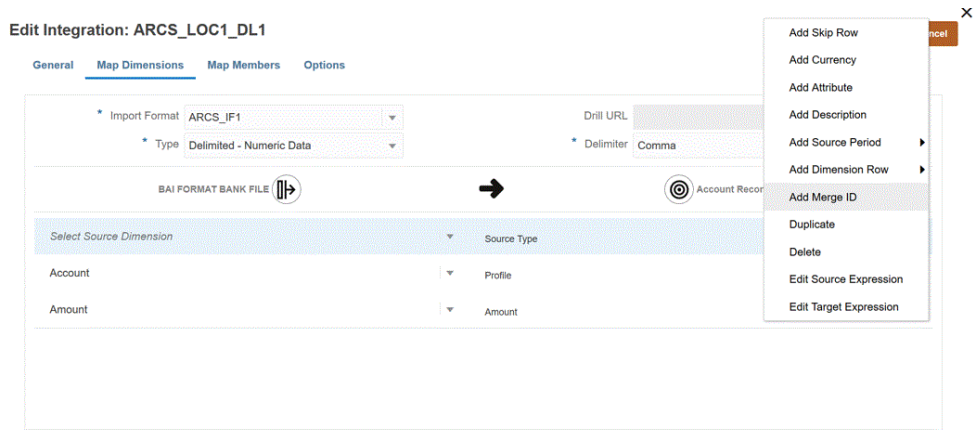 Edit Integration: ARCS_LOC1_DL1
General Map Dimensions Map Members Options
* Import Format ARCS_IF1 Drill URL
* Type Delimited - Numeric Data * Delimiter Comma
BAI FORMAT BANK FILE Account Recon
Select Source Dimension Source Type
Account Profile
Amount Amount
ncel
Add Skip Row
Add Currency
Add Attribute
Add Description
Add Source Period
Add Dimension Row
Add Merge ID
Duplicate
Delete
Edit Source Expression
Edit Target Expression